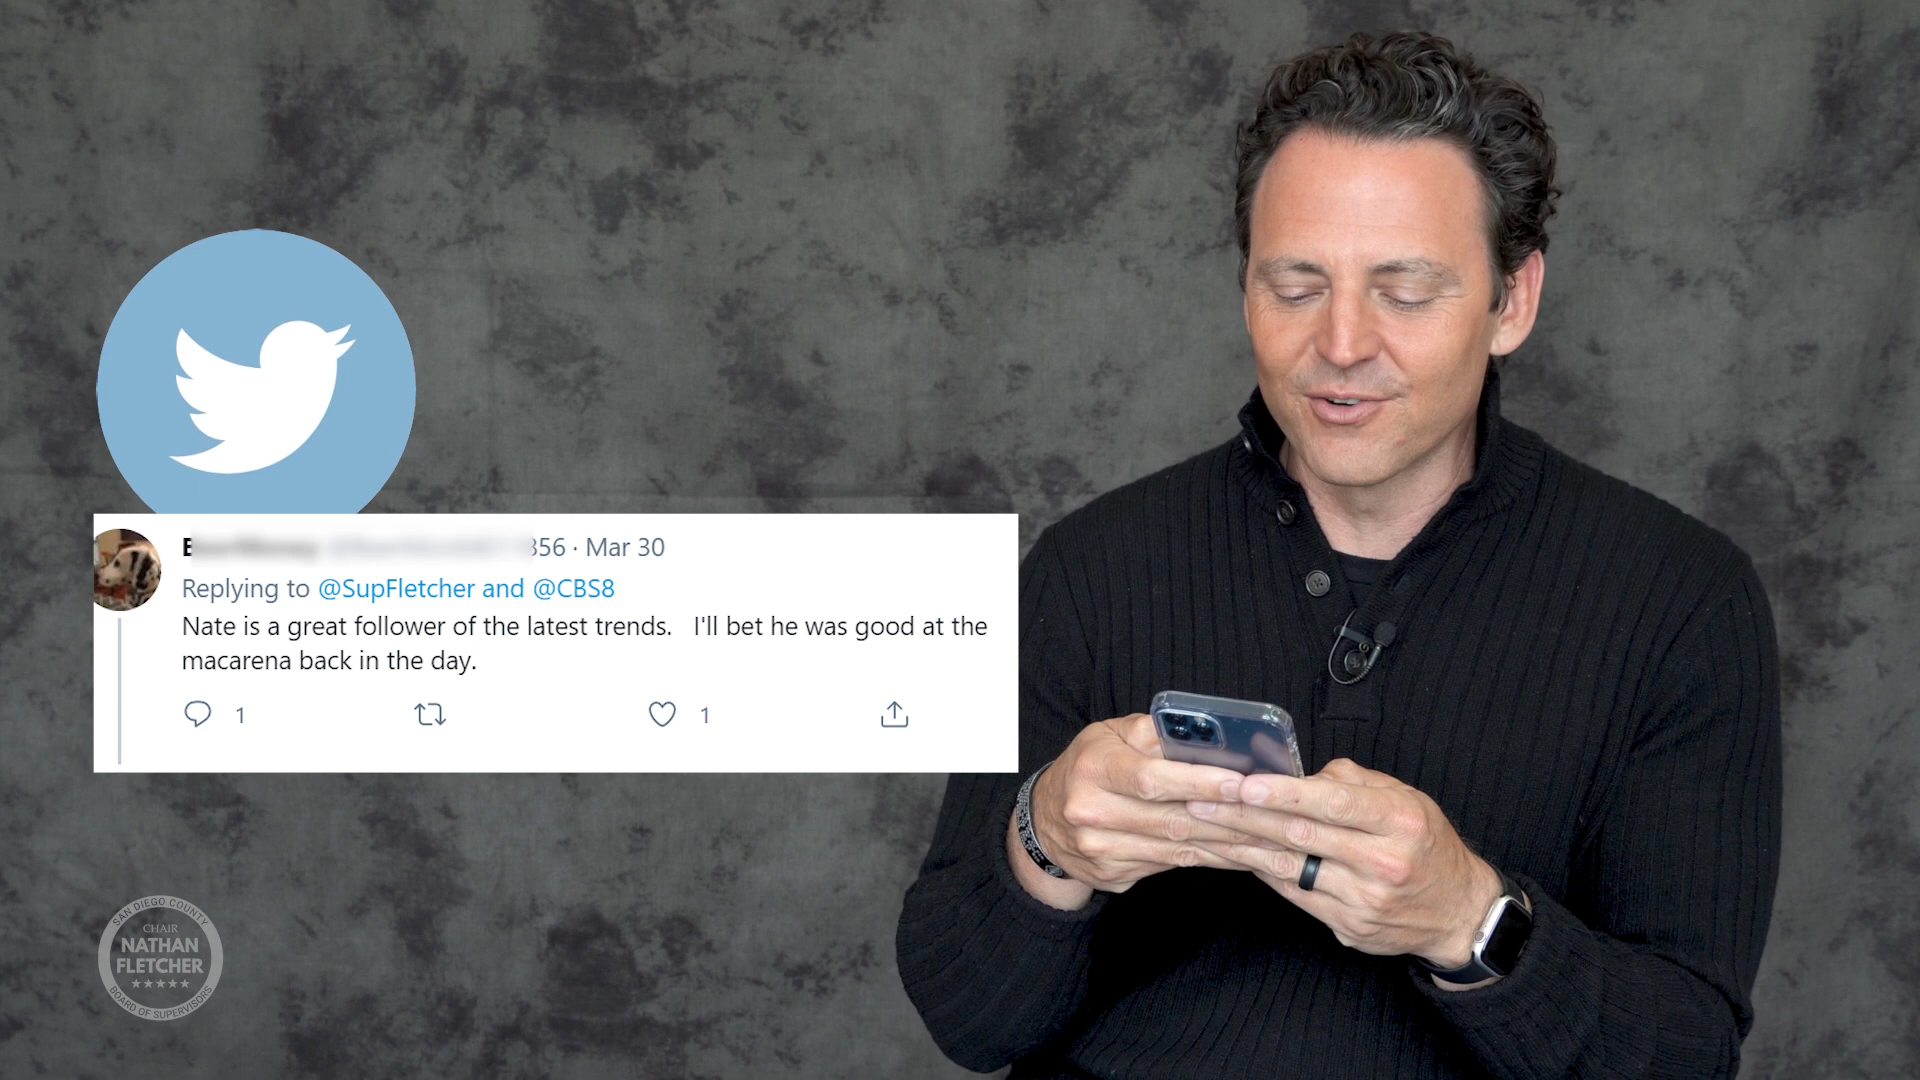 856 · Mar 30
Replying to @SupFletcher and @CBS8
Nate is a great follower of the latest trends. I'll bet he was good at the
macarena back in the day.
1
1
SAN DIEGO COUNTY
CHAIR
NATHAN
FLETCHER
BOARD OF SUPERVISORS